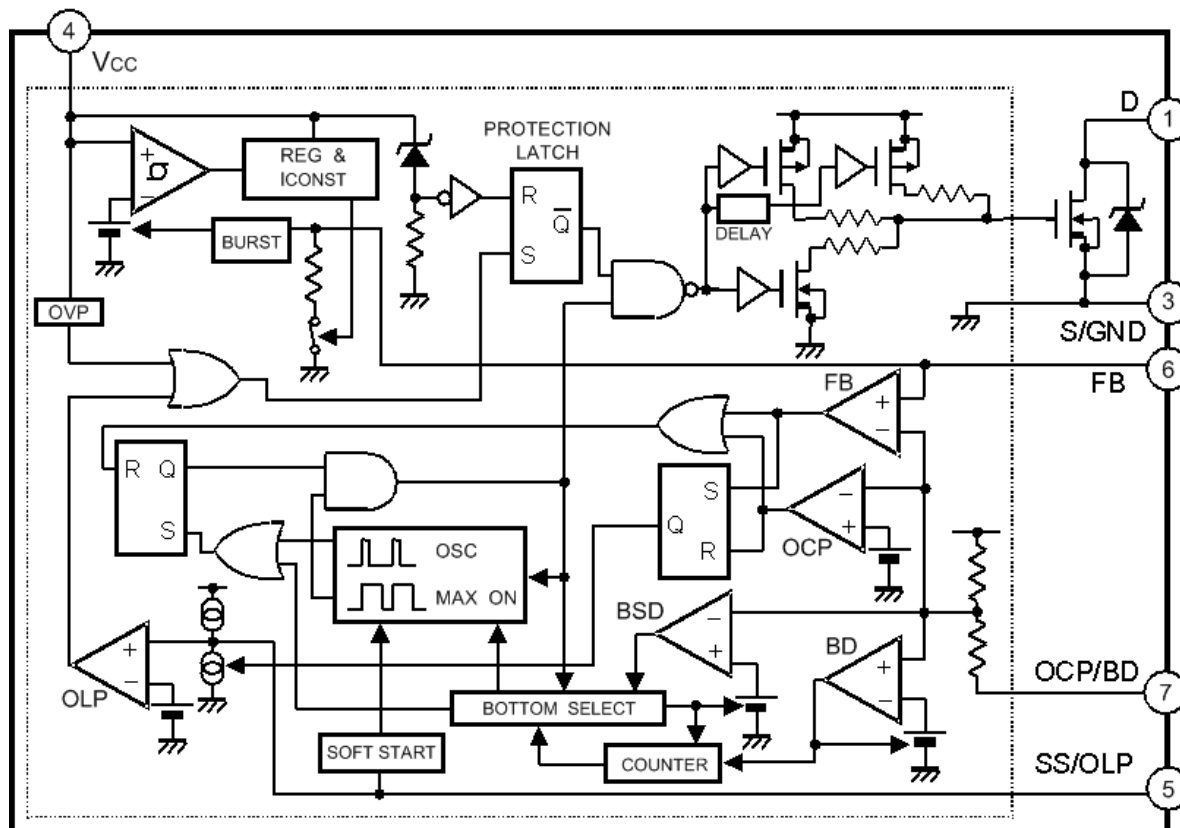 4
VCC
D
1
PROTECTION
LATCH
REG &
ICONST
+
−
R
Q
S
BURST
DELAY
OVP
3
S/GND
6
FB
FB
+
−
R Q
S
S
Q
R
−
+
OCP
OSC
MAX ON
BSD
−
+
BD
+
−
OCP/BD
7
+
−
OLP
BOTTOM SELECT
SOFT START
COUNTER
SS/OLP
5